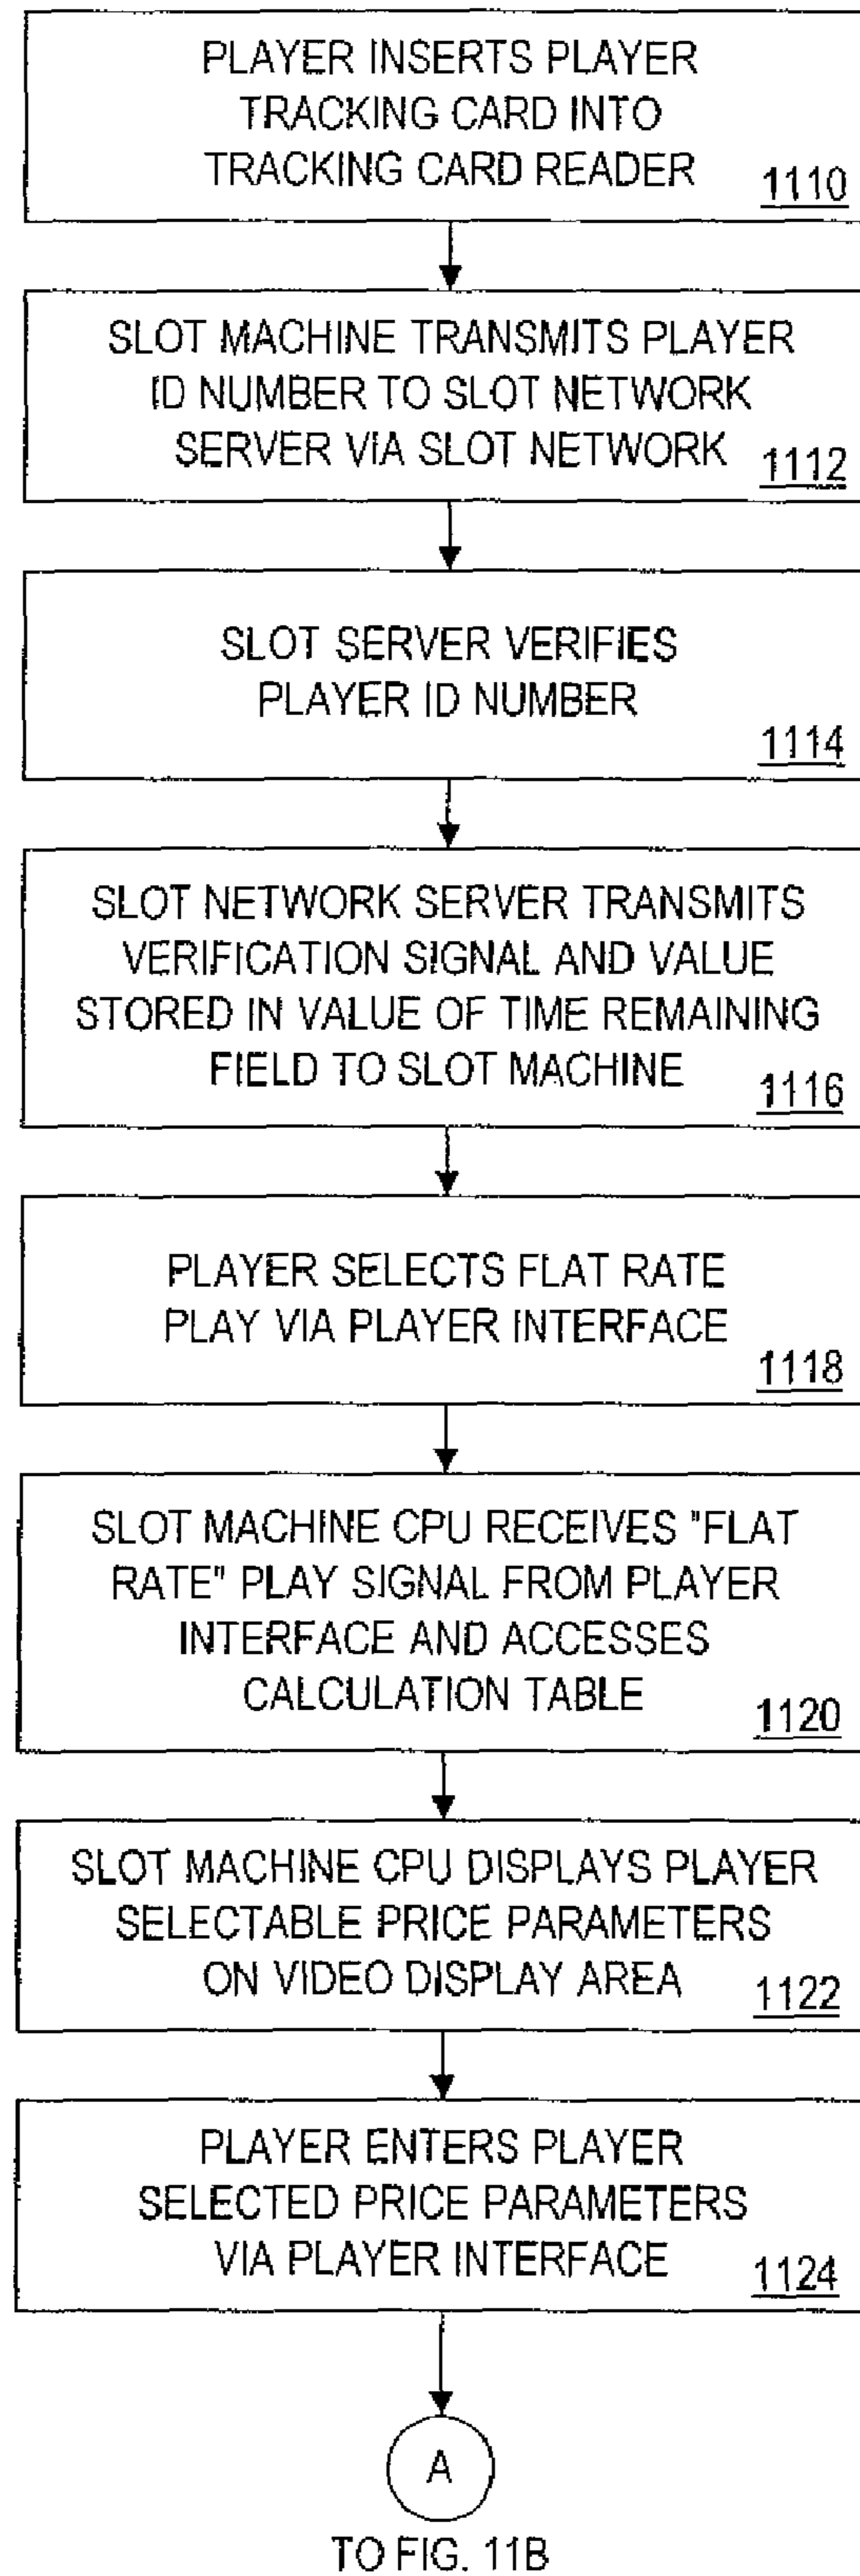 PLAYER INSERTS PLAYER
TRACKING CARD INTO
TRACKING CARD READER
1110
SLOT MACHINE TRANSMITS PLAYER
ID NUMBER TO SLOT NETWORK
SERVER VIA SLOT NETWORK
1112
SLOT SERVER VERIFIES
PLAYER ID NUMBER
1114
SLOT NETWORK SERVER TRANSMITS
VERIFICATION SIGNAL AND VALUE
STORED IN VALUE OF TIME REMAINING
FIELD TO SLOT MACHINE
1116
PLAYER SELECTS FLAT RATE
PLAY VIA PLAYER INTERFACE
1118
SLOT MACHINE CPU RECEIVES "FLAT
RATE" PLAY SIGNAL FROM PLAYER
INTERFACE AND ACCESSES
CALCULATION TABLE
1120
SLOT MACHINE CPU DISPLAYS PLAYER
SELECTABLE PRICE PARAMETERS
ON VIDEO DISPLAY AREA
1122
PLAYER ENTERS PLAYER
SELECTED PRICE PARAMETERS
VIA PLAYER INTERFACE
1124
A
TO FIG. 11B